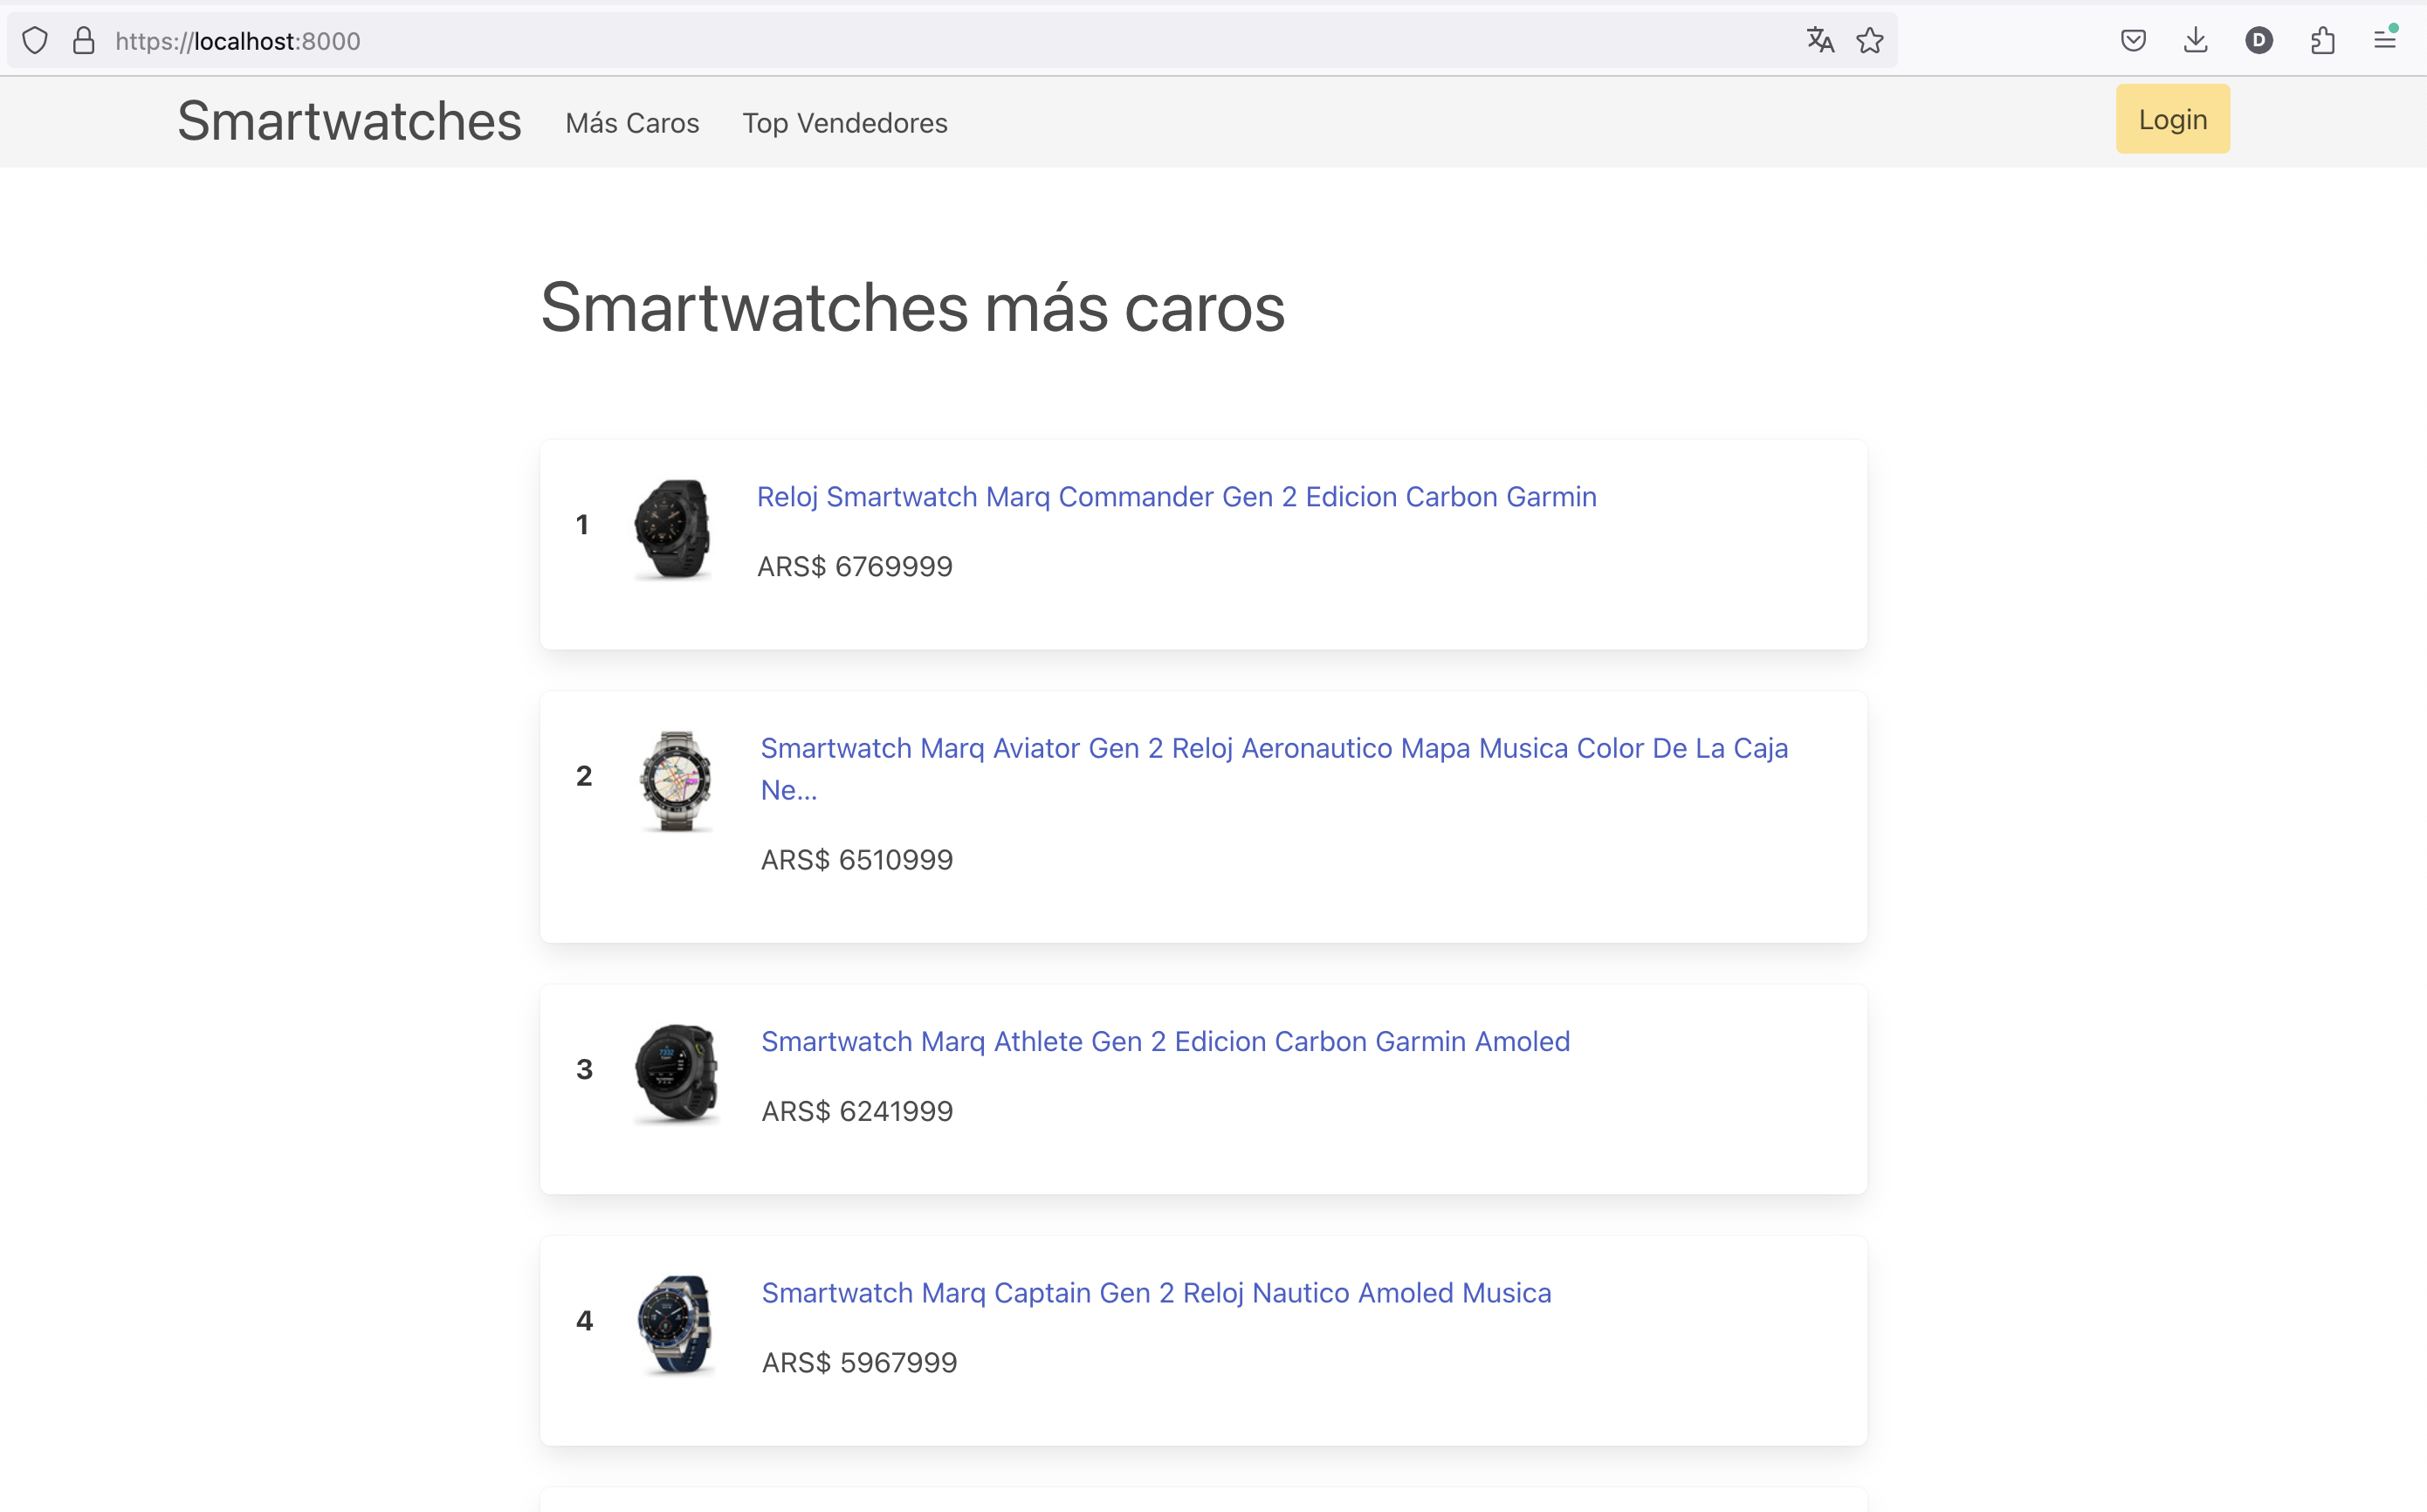 https://localhost:8000
D
Smartwatches Más Caros Top Vendedores Login
Smartwatches más caros
1
Reloj Smartwatch Marq Commander Gen 2 Edicion Carbon Garmin
ARS$ 6769999
2
Smartwatch Marq Aviator Gen 2 Reloj Aeronautico Mapa Musica Color De La Caja
Ne...
ARS$ 6510999
3
7332
Smartwatch Marq Athlete Gen 2 Edicion Carbon Garmin Amoled
ARS$ 6241999
4
Smartwatch Marq Captain Gen 2 Reloj Nautico Amoled Musica
ARS$ 5967999